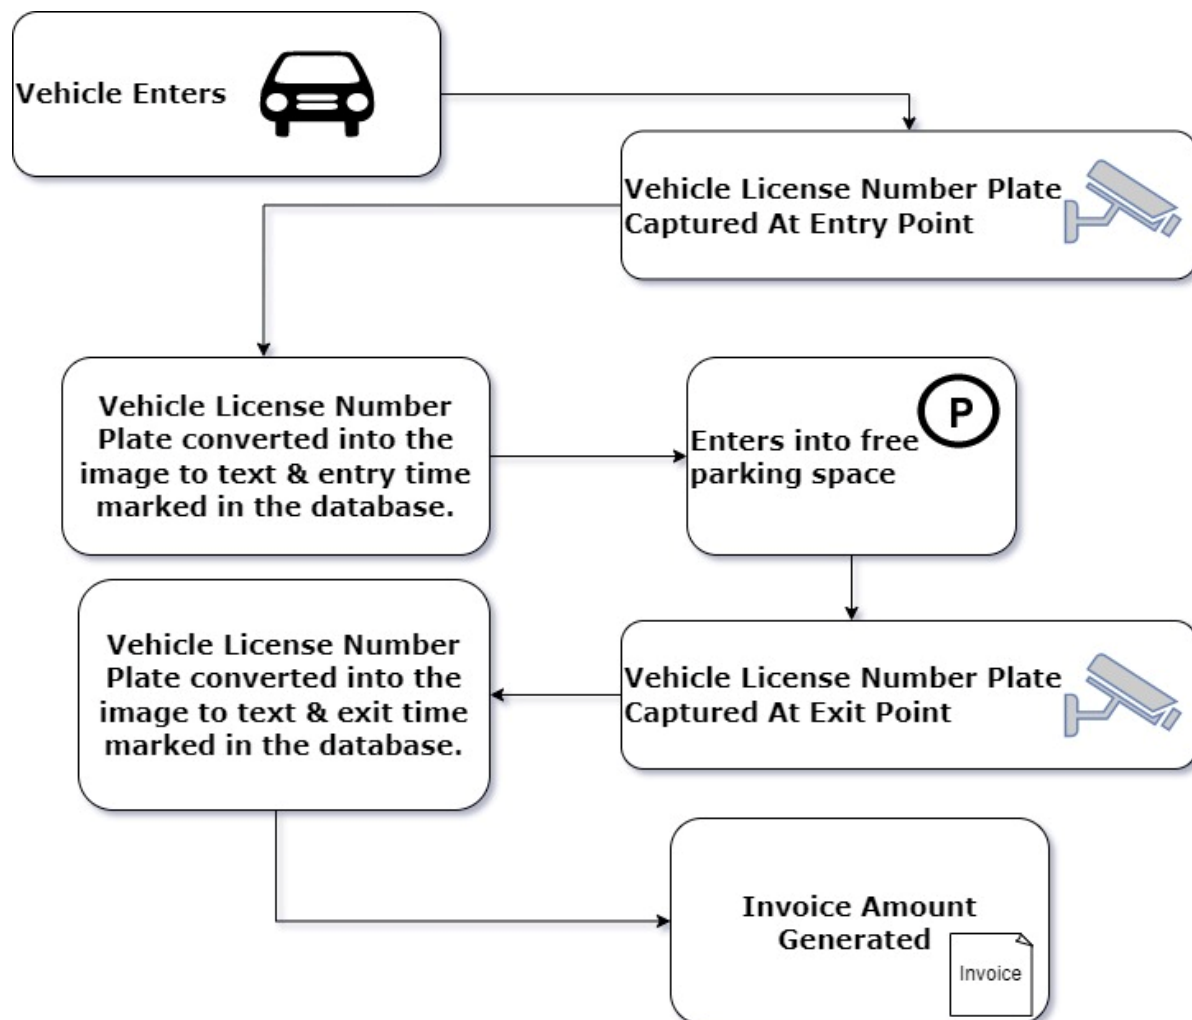 Vehicle Enters
Vehicle License Number Plate
Captured At Entry Point
Vehicle License Number
Plate converted into the
image to text & entry time
marked in the database.
P
Enters into free
parking space
Vehicle License Number Plate
Captured At Exit Point
Vehicle License Number
Plate converted into the
image to text & exit time
marked in the database.
Invoice Amount
Generated
Invoice